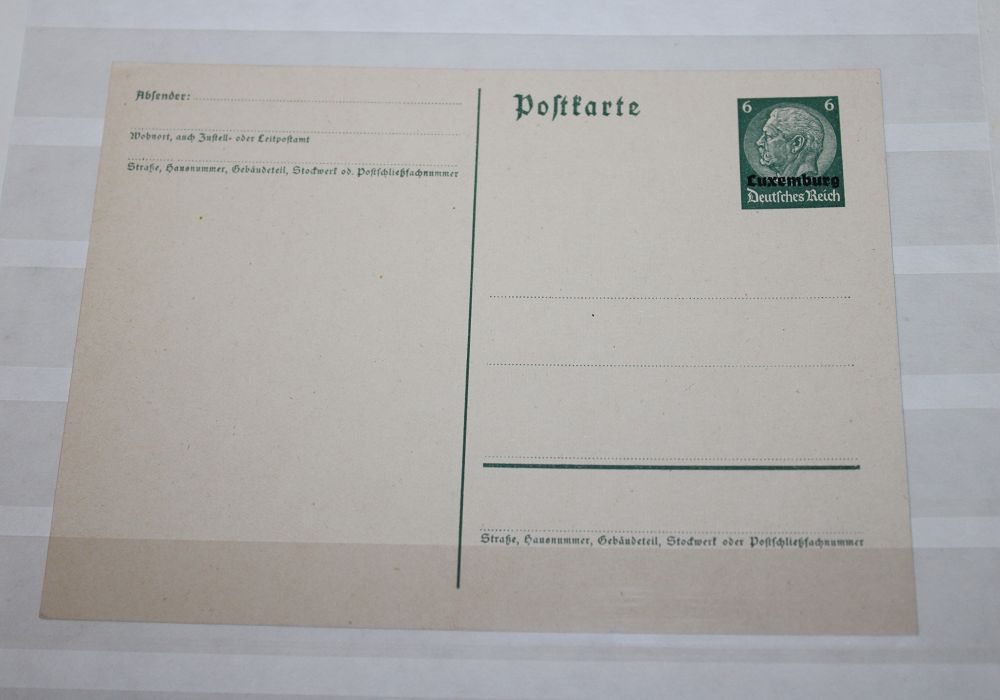 Absender:
Wohnort, auch Zustell- oder Leitpostamt
Straße, Hausnummer, Gebäudeteil, Stockwerk od. Postschließfachnummer
Postkarte
6 6
Luxemburg
Deutsches Reich
Straße, Hausnummer, Gebäudeteil, Stockwerk oder Postschließfachnummer